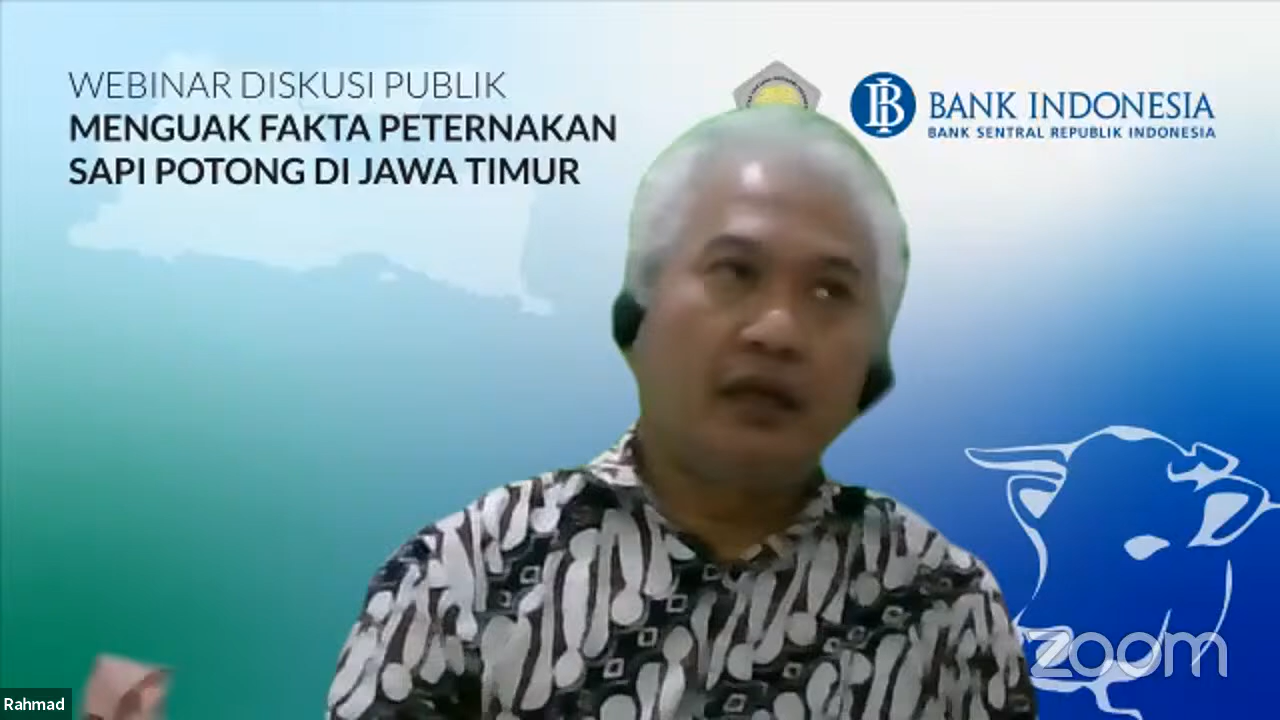 WEBINAR DISKUSI PUBLIK
MENGUAK FAKTA PETERNAKAN
SAPI POTONG DI JAWA TIMUR
BANK INDONESIA
BANK SENTRAL REPUBLIK INDONESIA
zoom
Rahmad